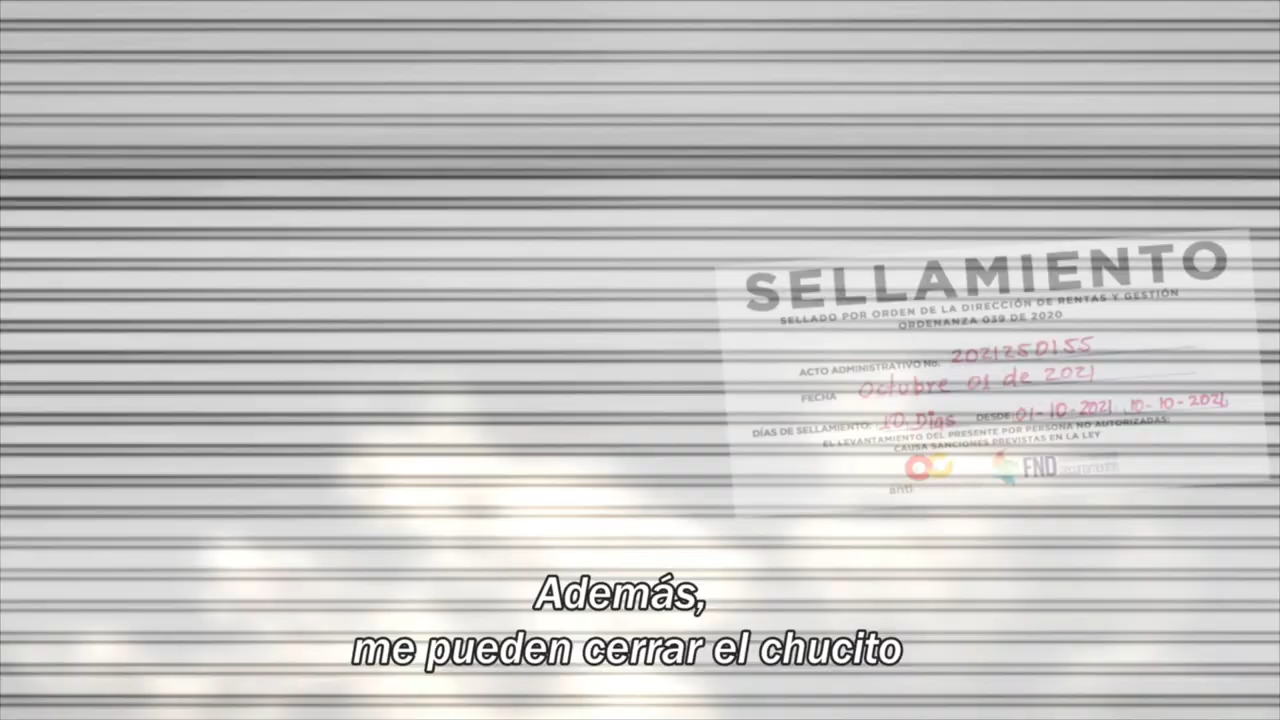 SELLAMIENTO
SELLADO POR ORDEN DE LA DIRECCIÓN DE RENTAS Y GESTIÓN
ORDENANZA 039 DE 2020
ACTO ADMINISTRATIVO No. 2021250155
FECHA Octubre 01 de 2021
DÍAS DE SELLAMIENTO: 10 Dias DESDE: 01-10-2021, 10-10-2021
EL LEVANTAMIENTO DEL PRESENTE POR PERSONA NO AUTORIZADAS:
CAUSA SANCIONES PREVISTAS EN LA LEY
FND
anti
Además,
me pueden cerrar el chucito